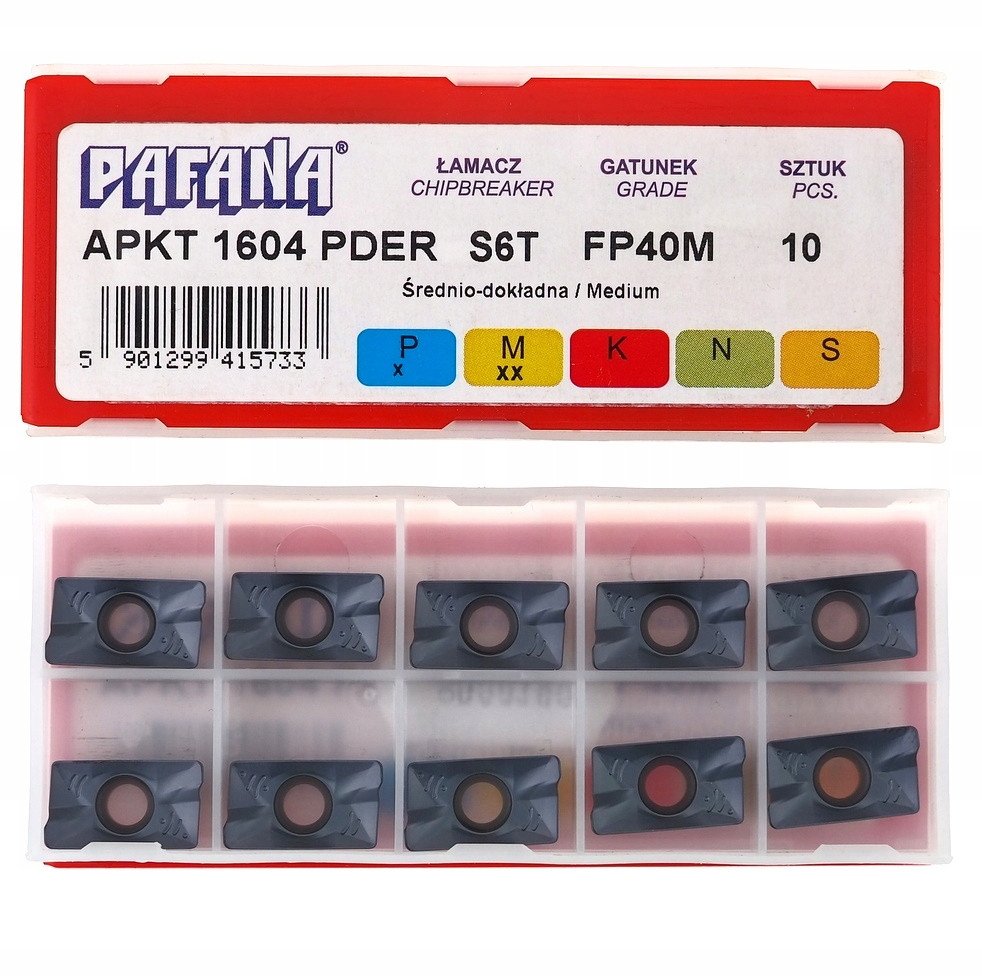 PAFANA®
ŁAMACZ GATUNEK SZTUK
CHIPBREAKER GRADE PCS.
APKT 1604 PDER S6T FP40M 10
Średnio-dokładna / Medium
P M K N S
x xx
5 901299 415733